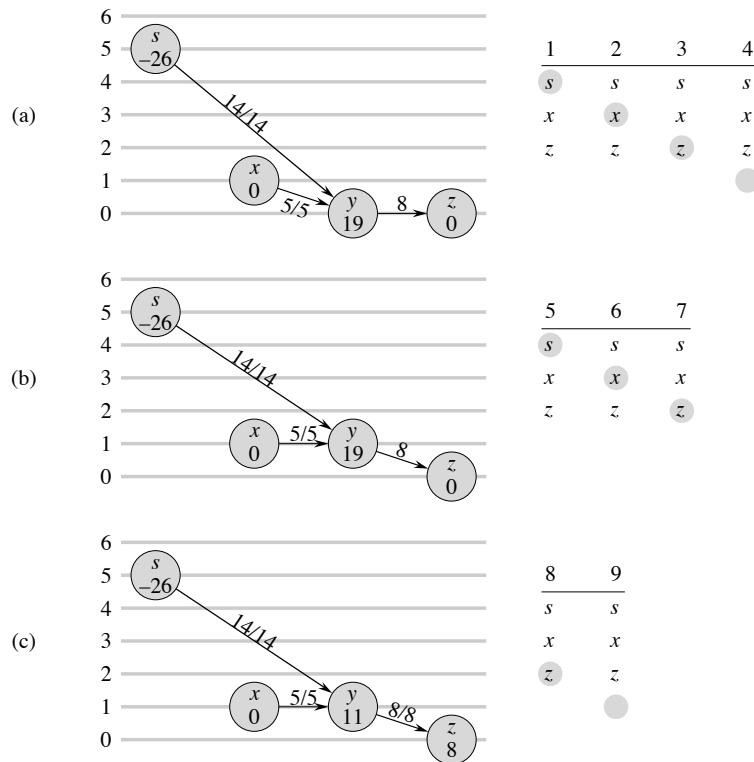 6
5
4
3
2
1
0
(a)
s
–26
14/14
x
0
5/5
y
19
8
z
0
1 2 3 4
s s s s
x x x x
z z z z
6
5
4
3
2
1
0
(b)
s
–26
14/14
x
0
5/5
y
19
8
z
0
5 6 7
s s s
x x x
z z z
6
5
4
3
2
1
0
(c)
s
–26
14/14
x
0
5/5
y
11
8/8
z
8
8 9
s s
x x
z z